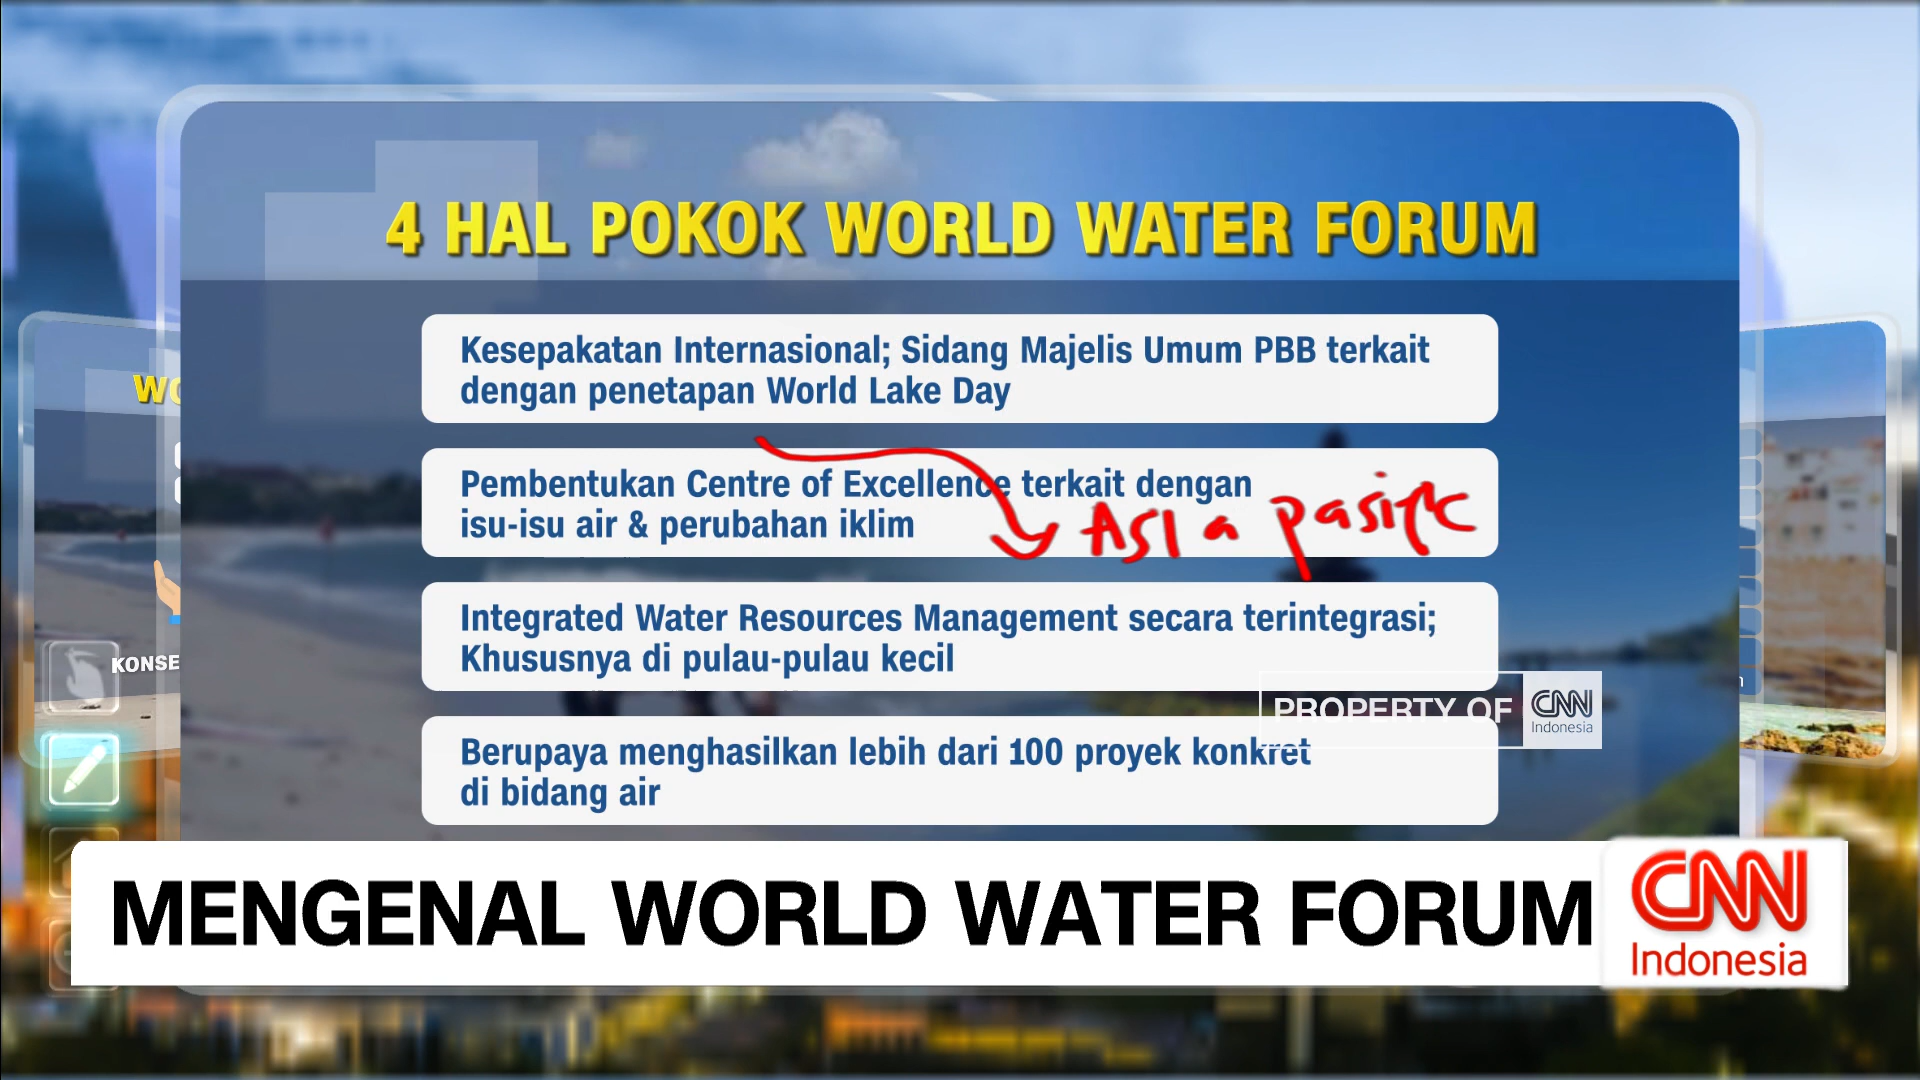 4 HAL POKOK WORLD WATER FORUM
Kesepakatan Internasional; Sidang Majelis Umum PBB terkait
dengan penetapan World Lake Day
Pembentukan Centre of Excellence terkait dengan
isu-isu air & perubahan iklim
Asia pasifik
Integrated Water Resources Management secara terintegrasi;
Khususnya di pulau-pulau kecil
Berupaya menghasilkan lebih dari 100 proyek konkret
di bidang air
WO
KONSE
PROPERTY OF CNN
Indonesia
MENGENAL WORLD WATER FORUM
CNN
Indonesia